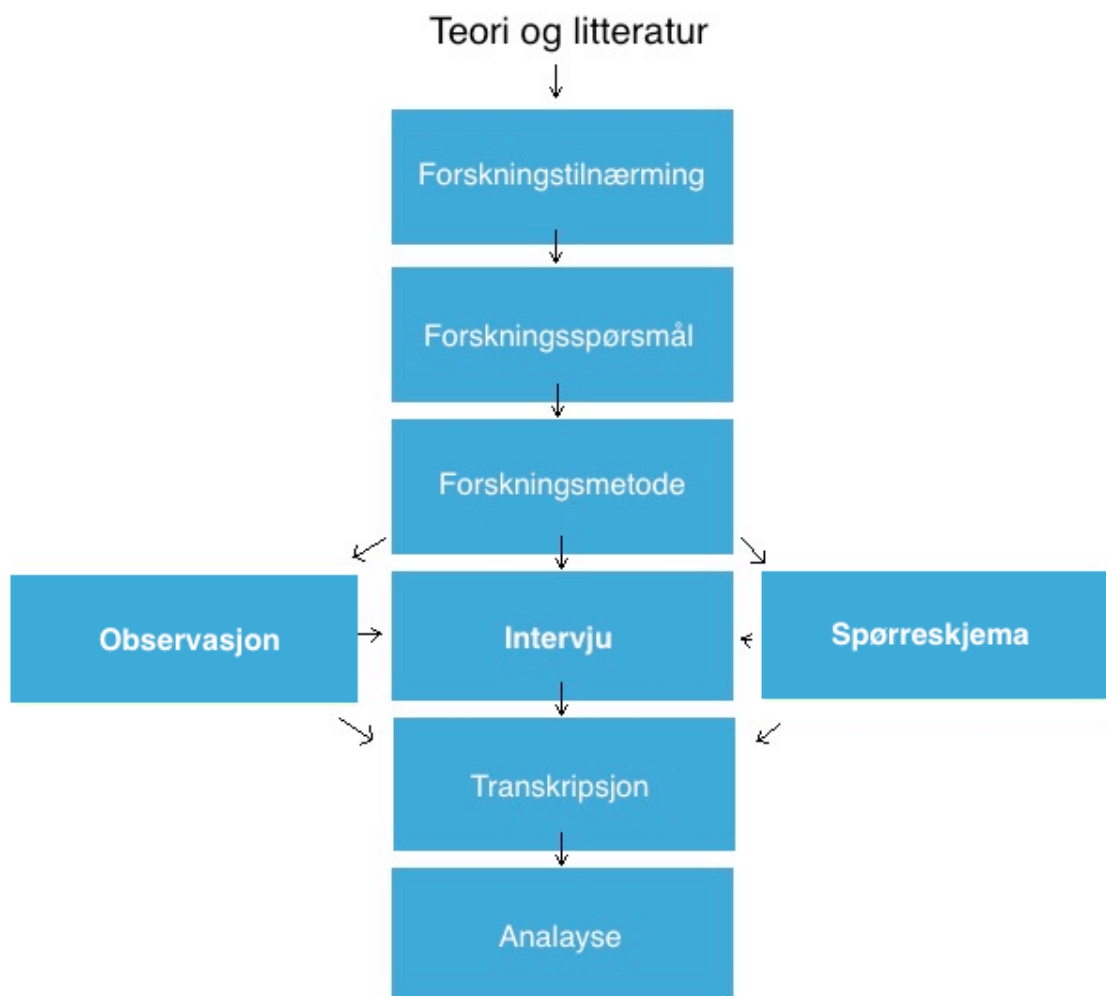 Teori og litteratur
Forskningstilnærming
Forskningsspørsmål
Forskningsmetode
Observasjon
Intervju
Spørreskjema
Transkripsjon
Analayse